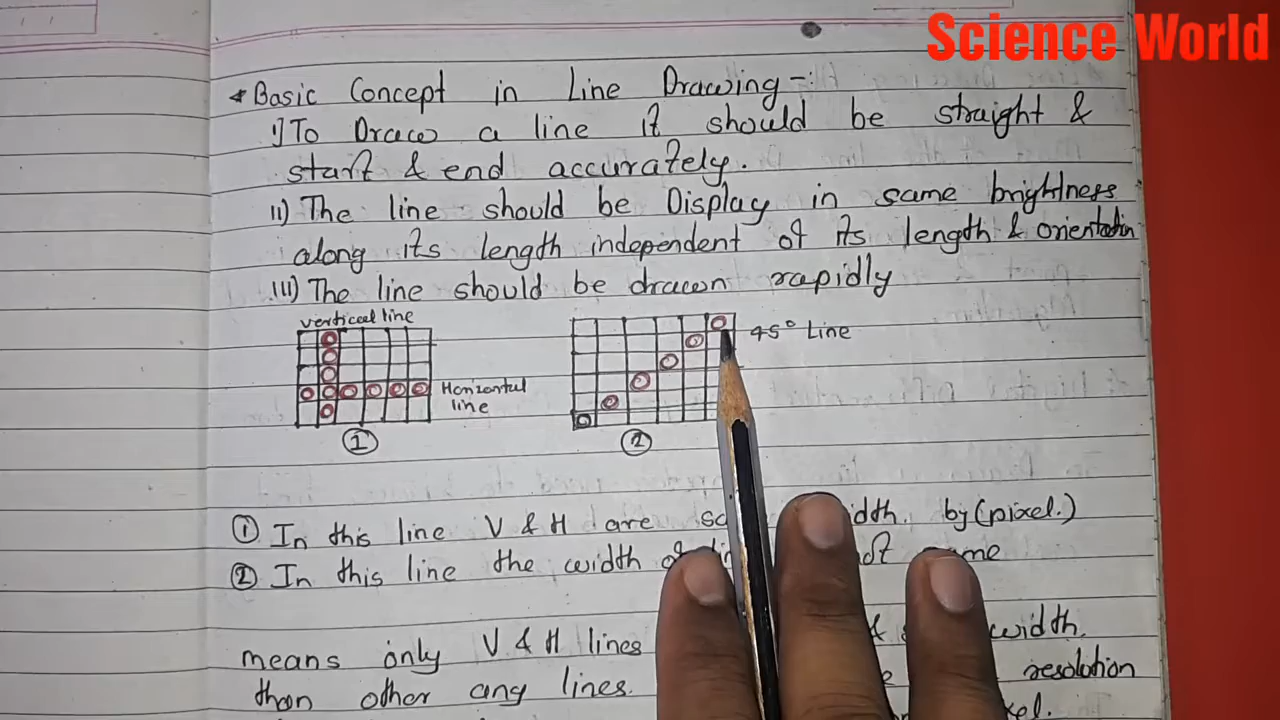 Science World
* Basic Concept in Line Drawing -:
i) To Draw a line it should be straight &
start & end accurately.
ii) The line should be Display in same brightness
along its length independent of its length & orientation
iii) The line should be drawn rapidly
vertical line
45° Line
Horizontal
line
1
2
① In this line V & H are width. by (pixel.)
② In this line the width of
means only V & H lines & width.
than other any lines. resolution